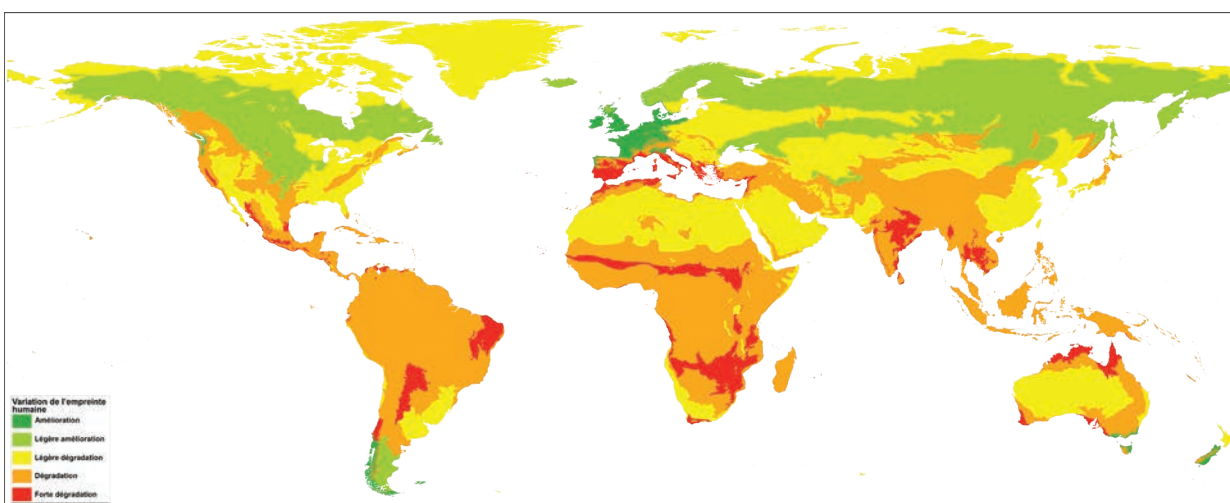 Variation de l'empreinte
humaine
Amélioration
Légère amélioration
Légère dégradation
Dégradation
Forte dégradation